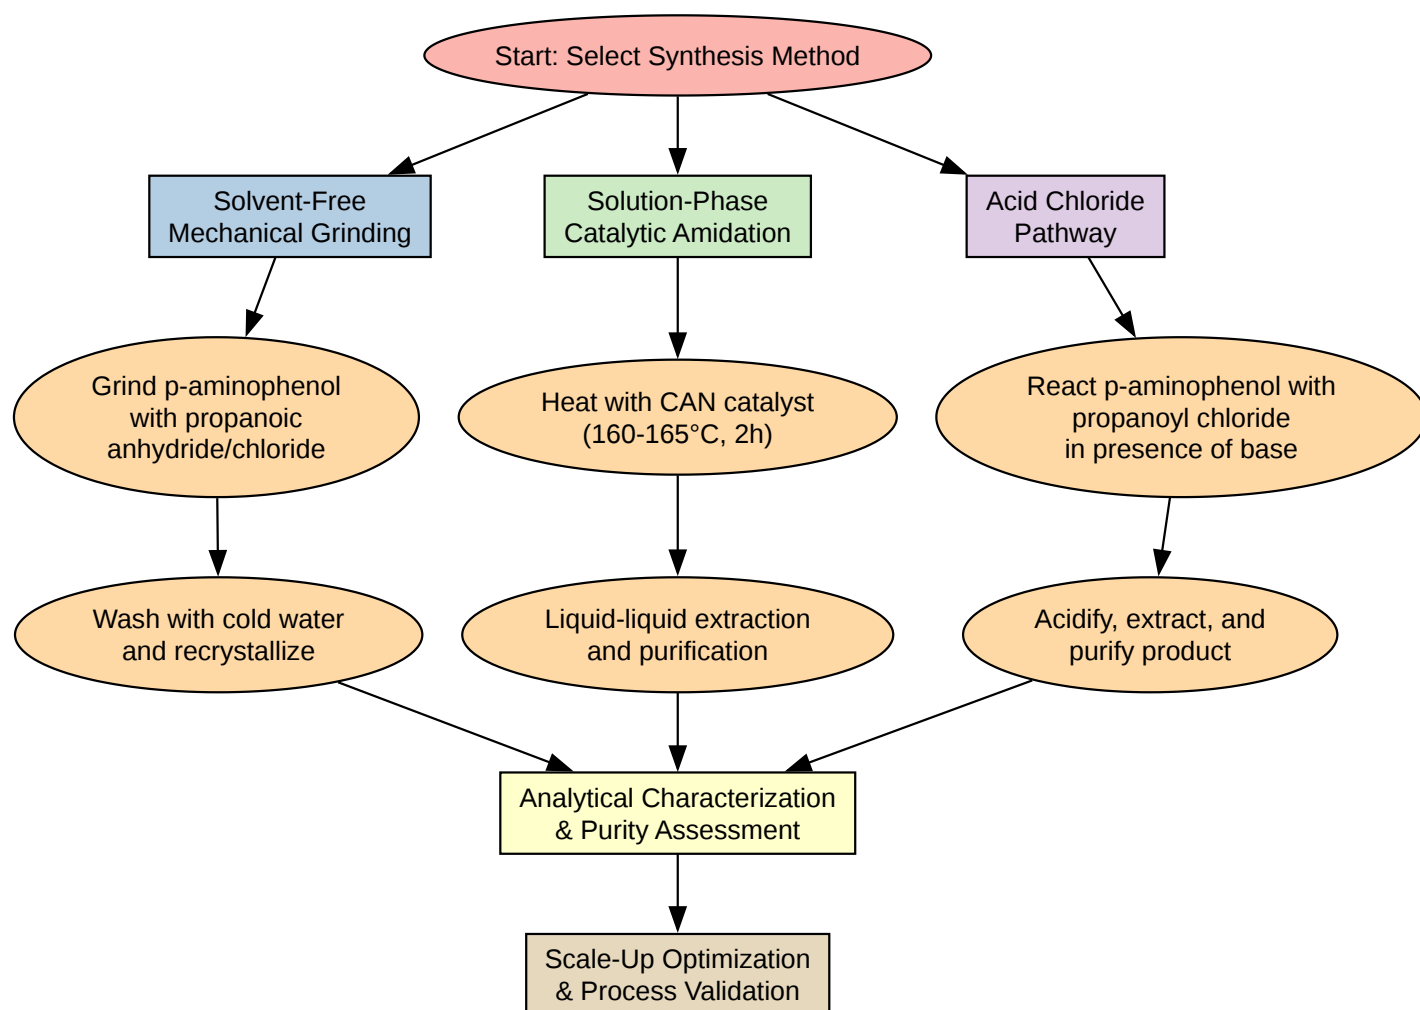 Start: Select Synthesis Method
Solvent-Free
Mechanical Grinding
Solution-Phase
Catalytic Amidation
Acid Chloride
Pathway
Grind p-aminophenol
with propanoic
anhydride/chloride
Heat with CAN catalyst
(160-165°C, 2h)
React p-aminophenol with
propanoyl chloride
in presence of base
Wash with cold water
and recrystallize
Liquid-liquid extraction
and purification
Acidify, extract, and
purify product
Analytical Characterization
& Purity Assessment
Scale-Up Optimization
& Process Validation